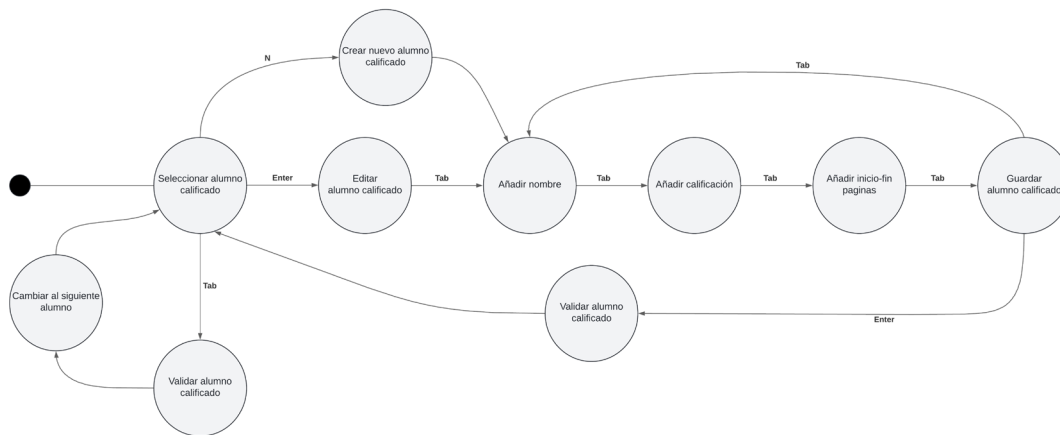 Crear nuevo alumno
calificado
N
Tab
Seleccionar alumno
calificado
Enter
Editar
alumno calificado
Tab
Añadir nombre
Tab
Añadir calificación
Tab
Añadir inicio-fin
paginas
Tab
Guardar
alumno calificado
Tab
Cambiar al siguiente
alumno
Validar alumno
calificado
Enter
Validar alumno
calificado